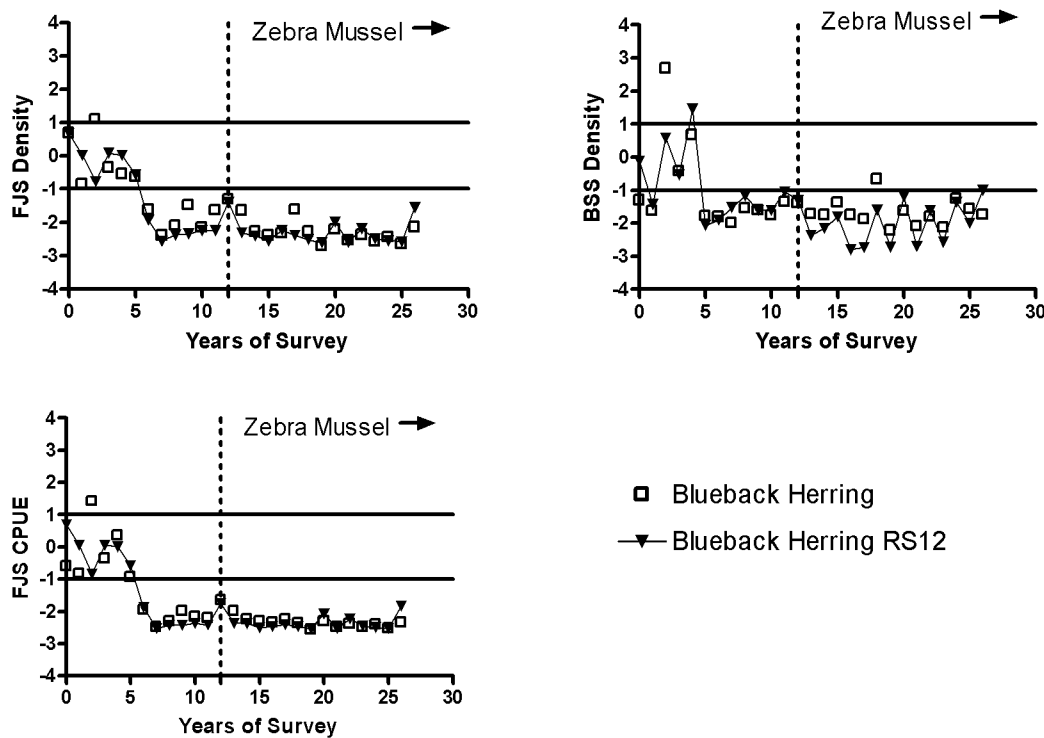 Zebra Mussel
FJS Density
4
3
2
1
0
-1
-2
-3
-4
0 5 10 15 20 25 30
Years of Survey
Zebra Mussel
BSS Density
4
3
2
1
0
-1
-2
-3
-4
0 5 10 15 20 25 30
Years of Survey
Zebra Mussel
FJS CPUE
4
3
2
1
0
-1
-2
-3
-4
0 5 10 15 20 25 30
Years of Survey
Blueback Herring
Blueback Herring RS12